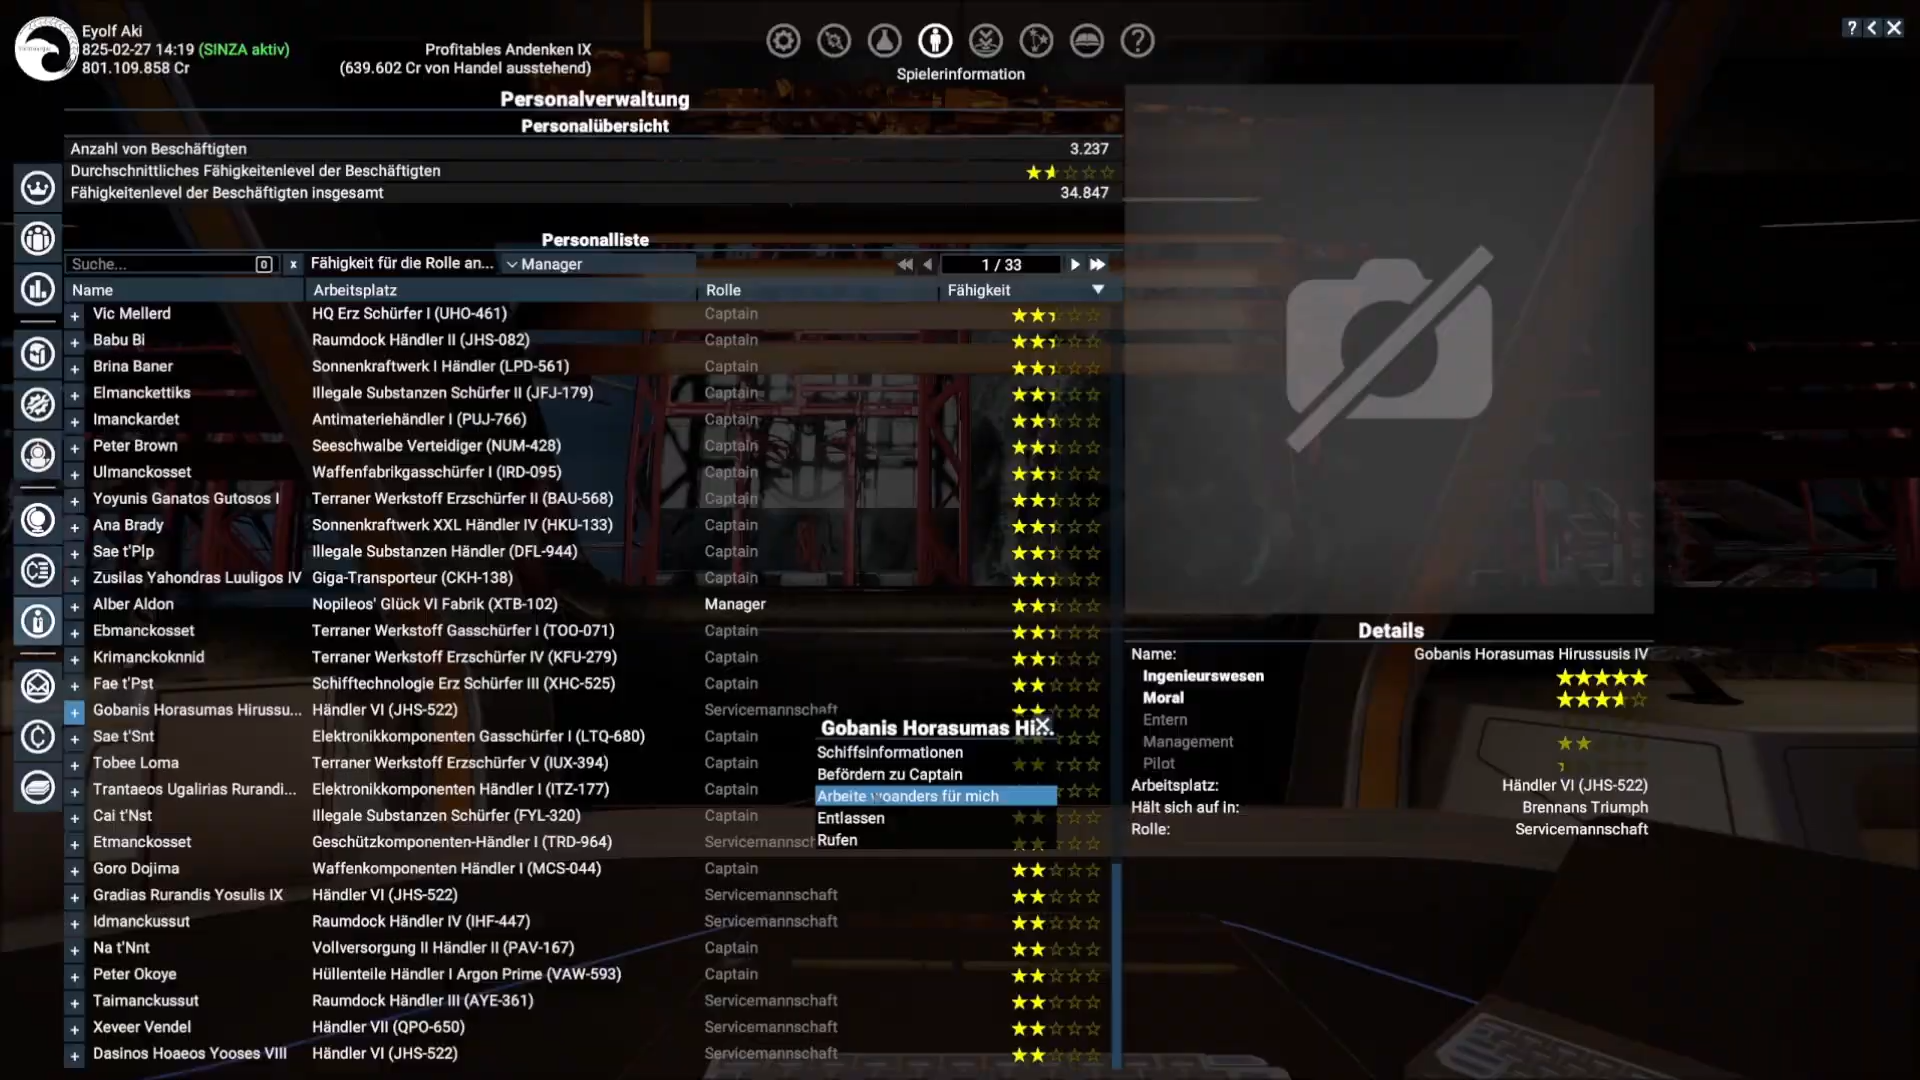 Eyolf Aki
825-02-27 14:19 (SINZA aktiv)
801.109.858 Cr
Profitables Andenken IX
(639.602 Cr von Handel ausstehend)
Spielerinformation
? < X
Personalverwaltung
Personalübersicht
Anzahl von Beschäftigten 3.237
Durchschnittliches Fähigkeitenlevel der Beschäftigten
Fähigkeitenlevel der Beschäftigten insgesamt 34.847
Personalliste
Suche... 0 x Fähigkeit für die Rolle an... Manager 1 / 33
Name Arbeitsplatz Rolle Fähigkeit
+ Vic Mellerd HQ Erz Schürfer I (UHO-461) Captain
+ Babu Bi Raumdock Händler II (JHS-082) Captain
+ Brina Baner Sonnenkraftwerk I Händler (LPD-561) Captain
+ Elmanckettiks Illegale Substanzen Schürfer II (JFJ-179) Captain
+ Imanckardet Antimateriehändler I (PUJ-766) Captain
+ Peter Brown Seeschwalbe Verteidiger (NUM-428) Captain
+ Ulmanckosset Waffenfabrikgasschürfer I (IRD-095) Captain
+ Yoyunis Ganatos Gutosos I Terraner Werkstoff Erzschürfer II (BAU-568) Captain
+ Ana Brady Sonnenkraftwerk XXL Händler IV (HKU-133) Captain
+ Sae t'Plp Illegale Substanzen Händler (DFL-944) Captain
+ Zusilas Yahondras Luuligos IV Giga-Transporteur (CKH-138) Captain
+ Alber Aldon Nopileos' Glück VI Fabrik (XTB-102) Manager
+ Ebmanckosset Terraner Werkstoff Gasschürfer I (TOO-071) Captain
+ Krimanckoknnid Terraner Werkstoff Erzschürfer IV (KFU-279) Captain
+ Fae t'Pst Schifftechnologie Erz Schürfer III (XHC-525) Captain
+ Gobanis Horasumas Hirussu... Händler VI (JHS-522) Servicemannschaft
+ Sae t'Snt Elektronikkomponenten Gasschürfer I (LTQ-680) Captain
+ Tobee Loma Terraner Werkstoff Erzschürfer V (IUX-394) Captain
+ Trantaeos Ugalirias Rurandi... Elektronikkomponenten Händler I (ITZ-177) Captain
+ Cai t'Nst Illegale Substanzen Schürfer (FYL-320) Captain
+ Etmanckosset Geschützkomponenten-Händler I (TRD-964) Servicemannsch
+ Goro Dojima Waffenkomponenten Händler I (MCS-044) Captain
+ Gradias Rurandis Yosulis IX Händler VI (JHS-522) Servicemannschaft
+ Idmanckussut Raumdock Händler IV (IHF-447) Servicemannschaft
+ Na t'Nnt Vollversorgung II Händler II (PAV-167) Captain
+ Peter Okoye Hüllenteile Händler I Argon Prime (VAW-593) Captain
+ Taimanckussut Raumdock Händler III (AYE-361) Servicemannschaft
+ Xeveer Vendel Händler VII (QPO-650) Servicemannschaft
+ Dasinos Hoaeos Yooses VIII Händler VI (JHS-522) Servicemannschaft
Gobanis Horasumas Hi...
Schiffsinformationen
Befördern zu Captain
Arbeite woanders für mich
Entlassen
Rufen
Details
Name: Gobanis Horasumas Hirussusis IV
Ingenieurswesen
Moral
Entern
Management
Pilot
Arbeitsplatz: Händler VI (JHS-522)
Hält sich auf in: Brennans Triumph
Rolle: Servicemannschaft